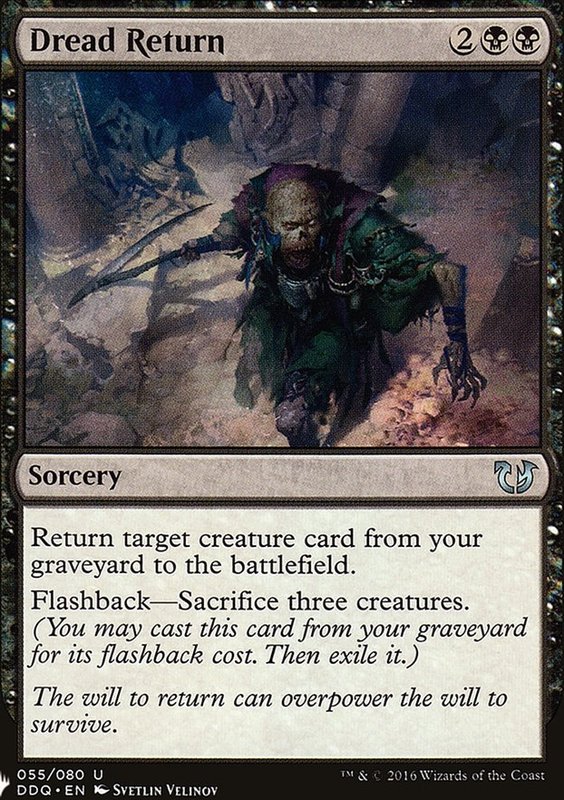 Dread Return 2
Sorcery
Return target creature card from your
graveyard to the battlefield.
Flashback—Sacrifice three creatures.
(You may cast this card from your graveyard
for its flashback cost. Then exile it.)
The will to return can overpower the will to
survive.
055/080 U
DDQ • EN Svetlin Velinov
™ & © 2016 Wizards of the Coast